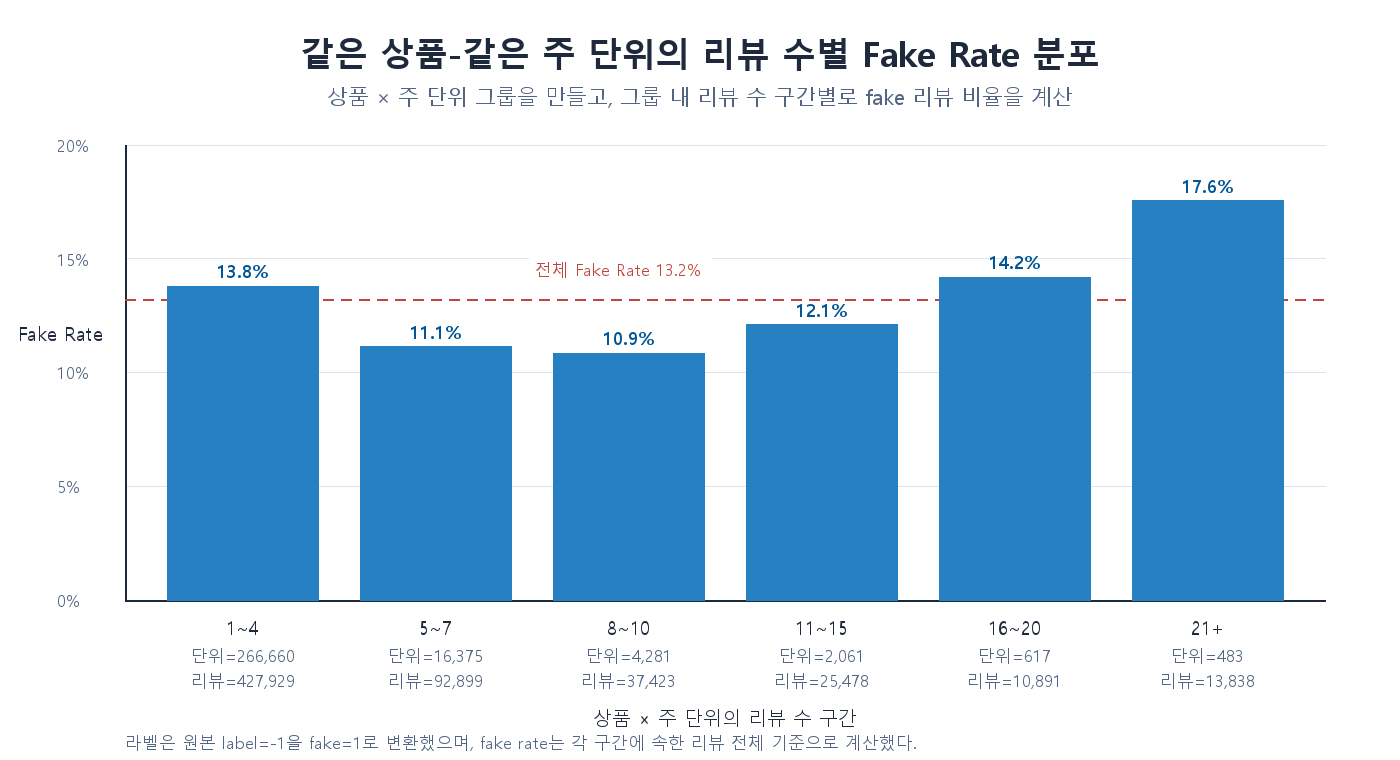 같은 상품-같은 주 단위의 리뷰 수별 Fake Rate 분포
상품 × 주 단위 그룹을 만들고, 그룹 내 리뷰 수 구간별로 fake 리뷰 비율을 계산
20%
15%
10%
5%
0%
Fake Rate
전체 Fake Rate 13.2%
13.8%
11.1%
10.9%
12.1%
14.2%
17.6%
1~4
단위=266,660
리뷰=427,929
5~7
단위=16,375
리뷰=92,899
8~10
단위=4,281
리뷰=37,423
11~15
단위=2,061
리뷰=25,478
16~20
단위=617
리뷰=10,891
21+
단위=483
리뷰=13,838
상품 × 주 단위의 리뷰 수 구간
라벨은 원본 label=-1을 fake=1로 변환했으며, fake rate는 각 구간에 속한 리뷰 전체 기준으로 계산했다.